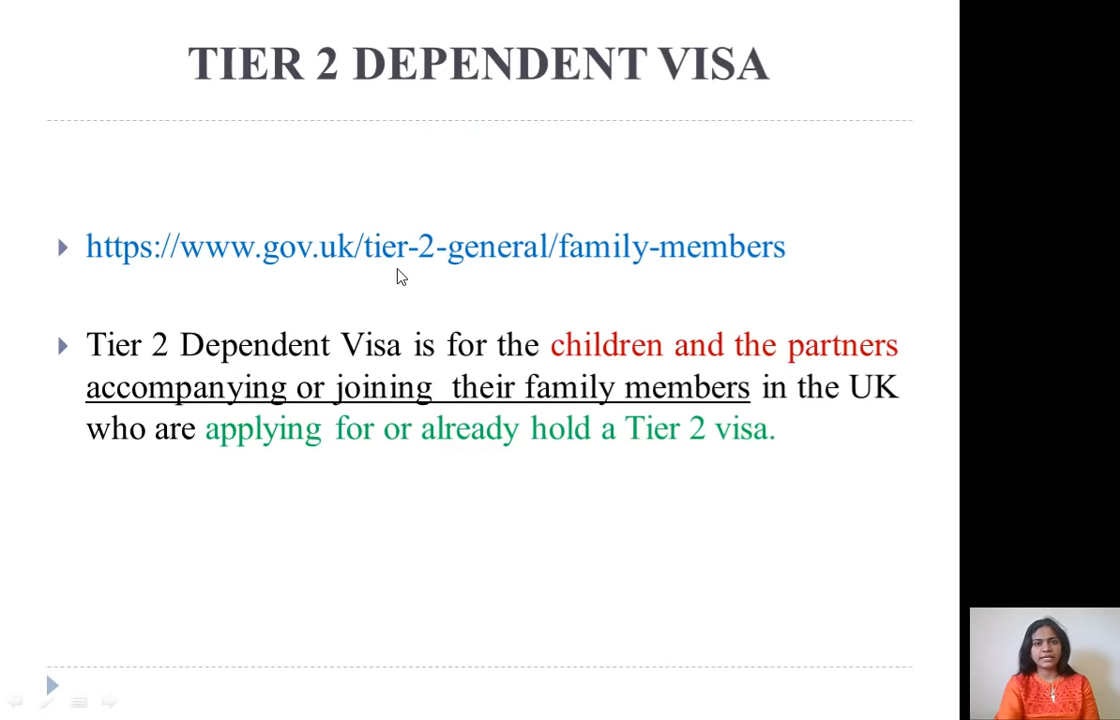 TIER 2 DEPENDENT VISA
https://www.gov.uk/tier-2-general/family-members
Tier 2 Dependent Visa is for the children and the partners
accompanying or joining their family members in the UK
who are applying for or already hold a Tier 2 visa.